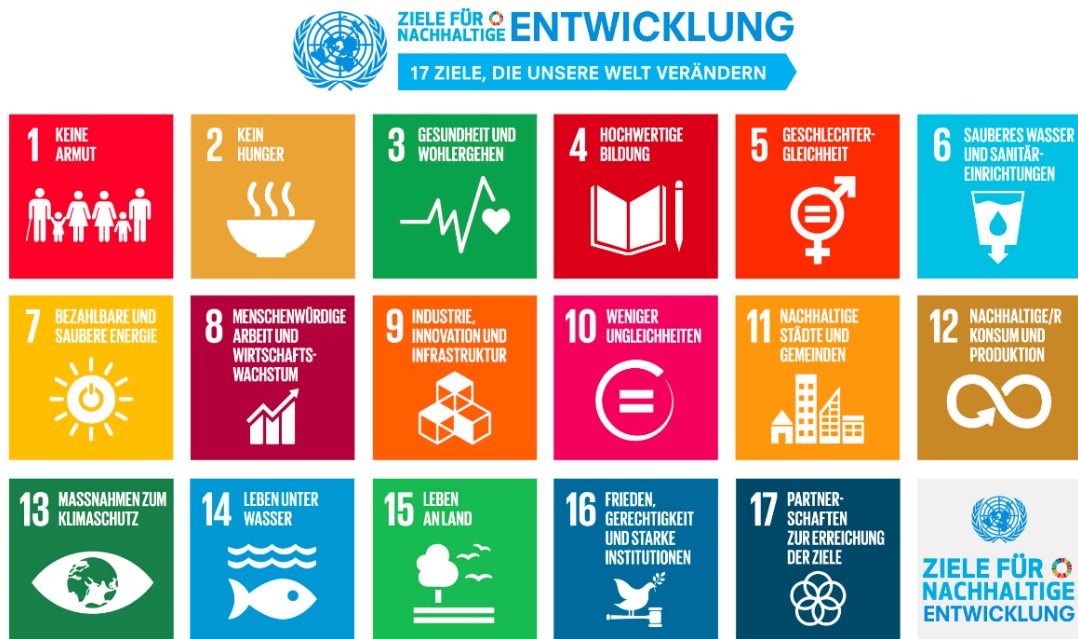 ZIELE FÜR
NACHHALTIGE
ENTWICKLUNG
17 ZIELE, DIE UNSERE WELT VERÄNDERN
1 KEINE
ARMUT
2 KEIN
HUNGER
3 GESUNDHEIT UND
WOHLERGEHEN
4 HOCHWERTIGE
BILDUNG
5 GESCHLECHTER-
GLEICHHEIT
6 SAUBERES WASSER
UND SANITÄR-
EINRICHTUNGEN
7 BEZAHLBARE UND
SAUBERE ENERGIE
8 MENSCHENWÜRDIGE
ARBEIT UND
WIRTSCHAFTS-
WACHSTUM
9 INDUSTRIE,
INNOVATION UND
INFRASTRUKTUR
10 WENIGER
UNGLEICHHEITEN
11 NACHHALTIGE
STÄDTE UND
GEMEINDEN
12 NACHHALTIGE/R
KONSUM UND
PRODUKTION
13 MASSNAHMEN ZUM
KLIMASCHUTZ
14 LEBEN UNTER
WASSER
15 LEBEN
AN LAND
16 FRIEDEN,
GERECHTIGKEIT
UND STARKE
INSTITUTIONEN
17 PARTNER-
SCHAFTEN
ZUR ERREICHUNG
DER ZIELE
ZIELE FÜR
NACHHALTIGE
ENTWICKLUNG